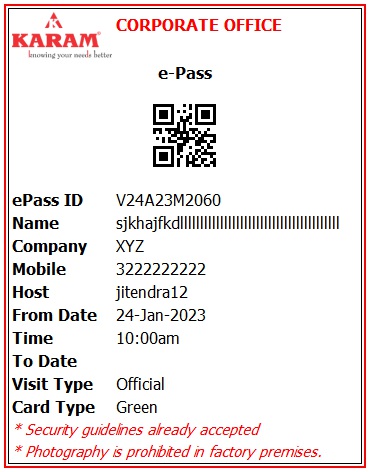 CORPORATE OFFICE
KARAM®
knowing your needs better
e-Pass
ePass ID V24A23M2060
Name sjkhajfkdllllllllllllllllllllllllllllllllllllllll
Company XYZ
Mobile 3222222222
Host jitendra12
From Date 24-Jan-2023
Time 10:00am
To Date
Visit Type Official
Card Type Green
* Security guidelines already accepted
* Photography is prohibited in factory premises.